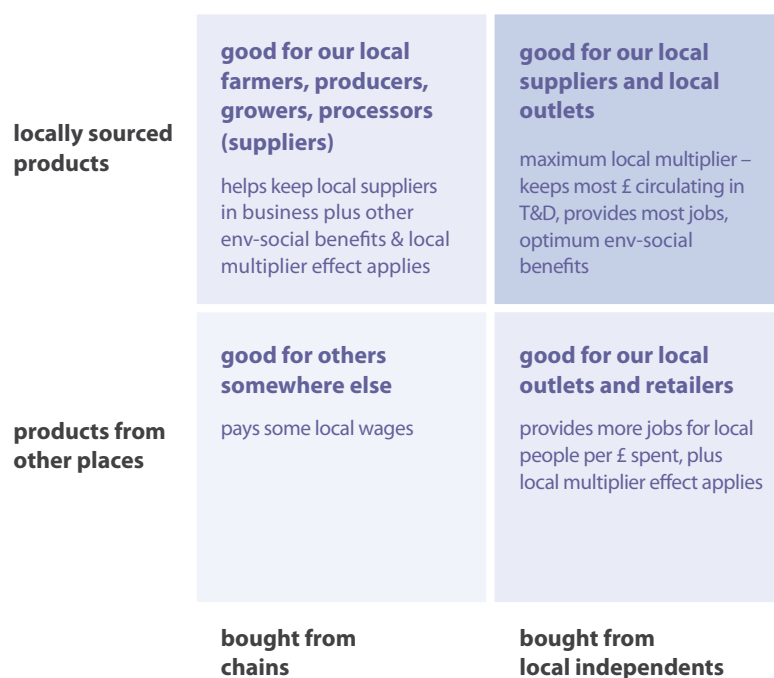 locally sourced
products
good for our local
farmers, producers,
growers, processors
(suppliers)
helps keep local suppliers
in business plus other
env-social benefits & local
multiplier effect applies
good for our local
suppliers and local
outlets
maximum local multiplier –
keeps most £ circulating in
T&D, provides most jobs,
optimum env-social
benefits
products from
other places
good for others
somewhere else
pays some local wages
good for our local
outlets and retailers
provides more jobs for local
people per £ spent, plus
local multiplier effect applies
bought from
chains
bought from
local independents